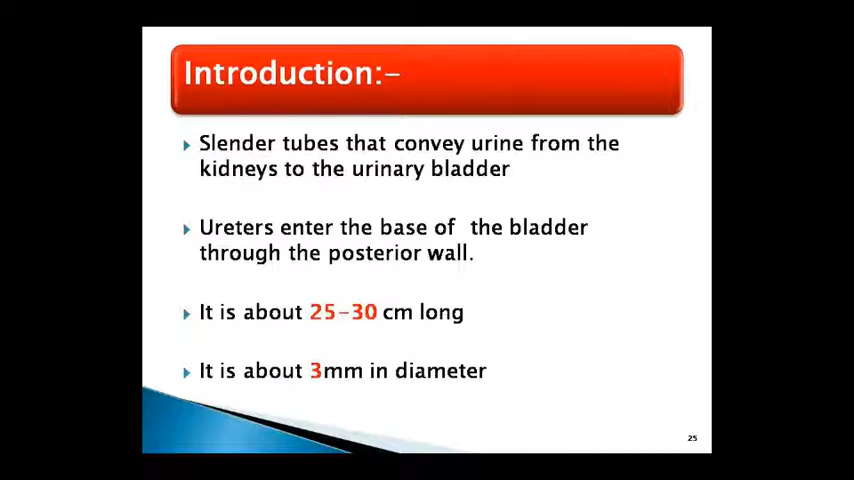 Introduction:-
Slender tubes that convey urine from the
kidneys to the urinary bladder
Ureters enter the base of the bladder
through the posterior wall.
It is about 25-30 cm long
It is about 3mm in diameter
25